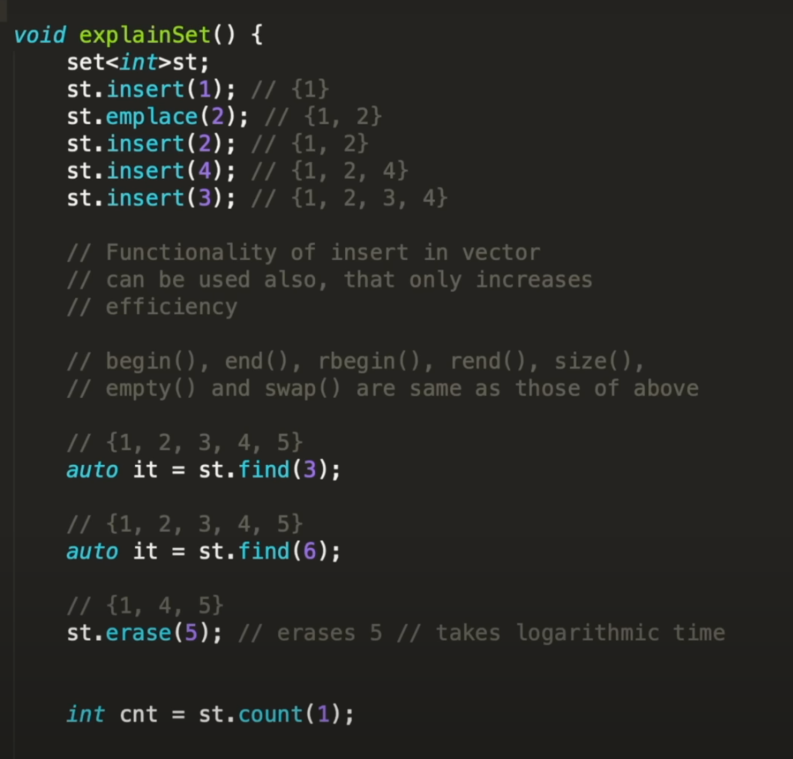 void explainSet() {
    set<int>st;
    st.insert(1); // {1}
    st.emplace(2); // {1, 2}
    st.insert(2); // {1, 2}
    st.insert(4); // {1, 2, 4}
    st.insert(3); // {1, 2, 3, 4}

    // Functionality of insert in vector
    // can be used also, that only increases
    // efficiency

    // begin(), end(), rbegin(), rend(), size(),
    // empty() and swap() are same as those of above

    // {1, 2, 3, 4, 5}
    auto it = st.find(3);

    // {1, 2, 3, 4, 5}
    auto it = st.find(6);

    // {1, 4, 5}
    st.erase(5); // erases 5 // takes logarithmic time

    int cnt = st.count(1);